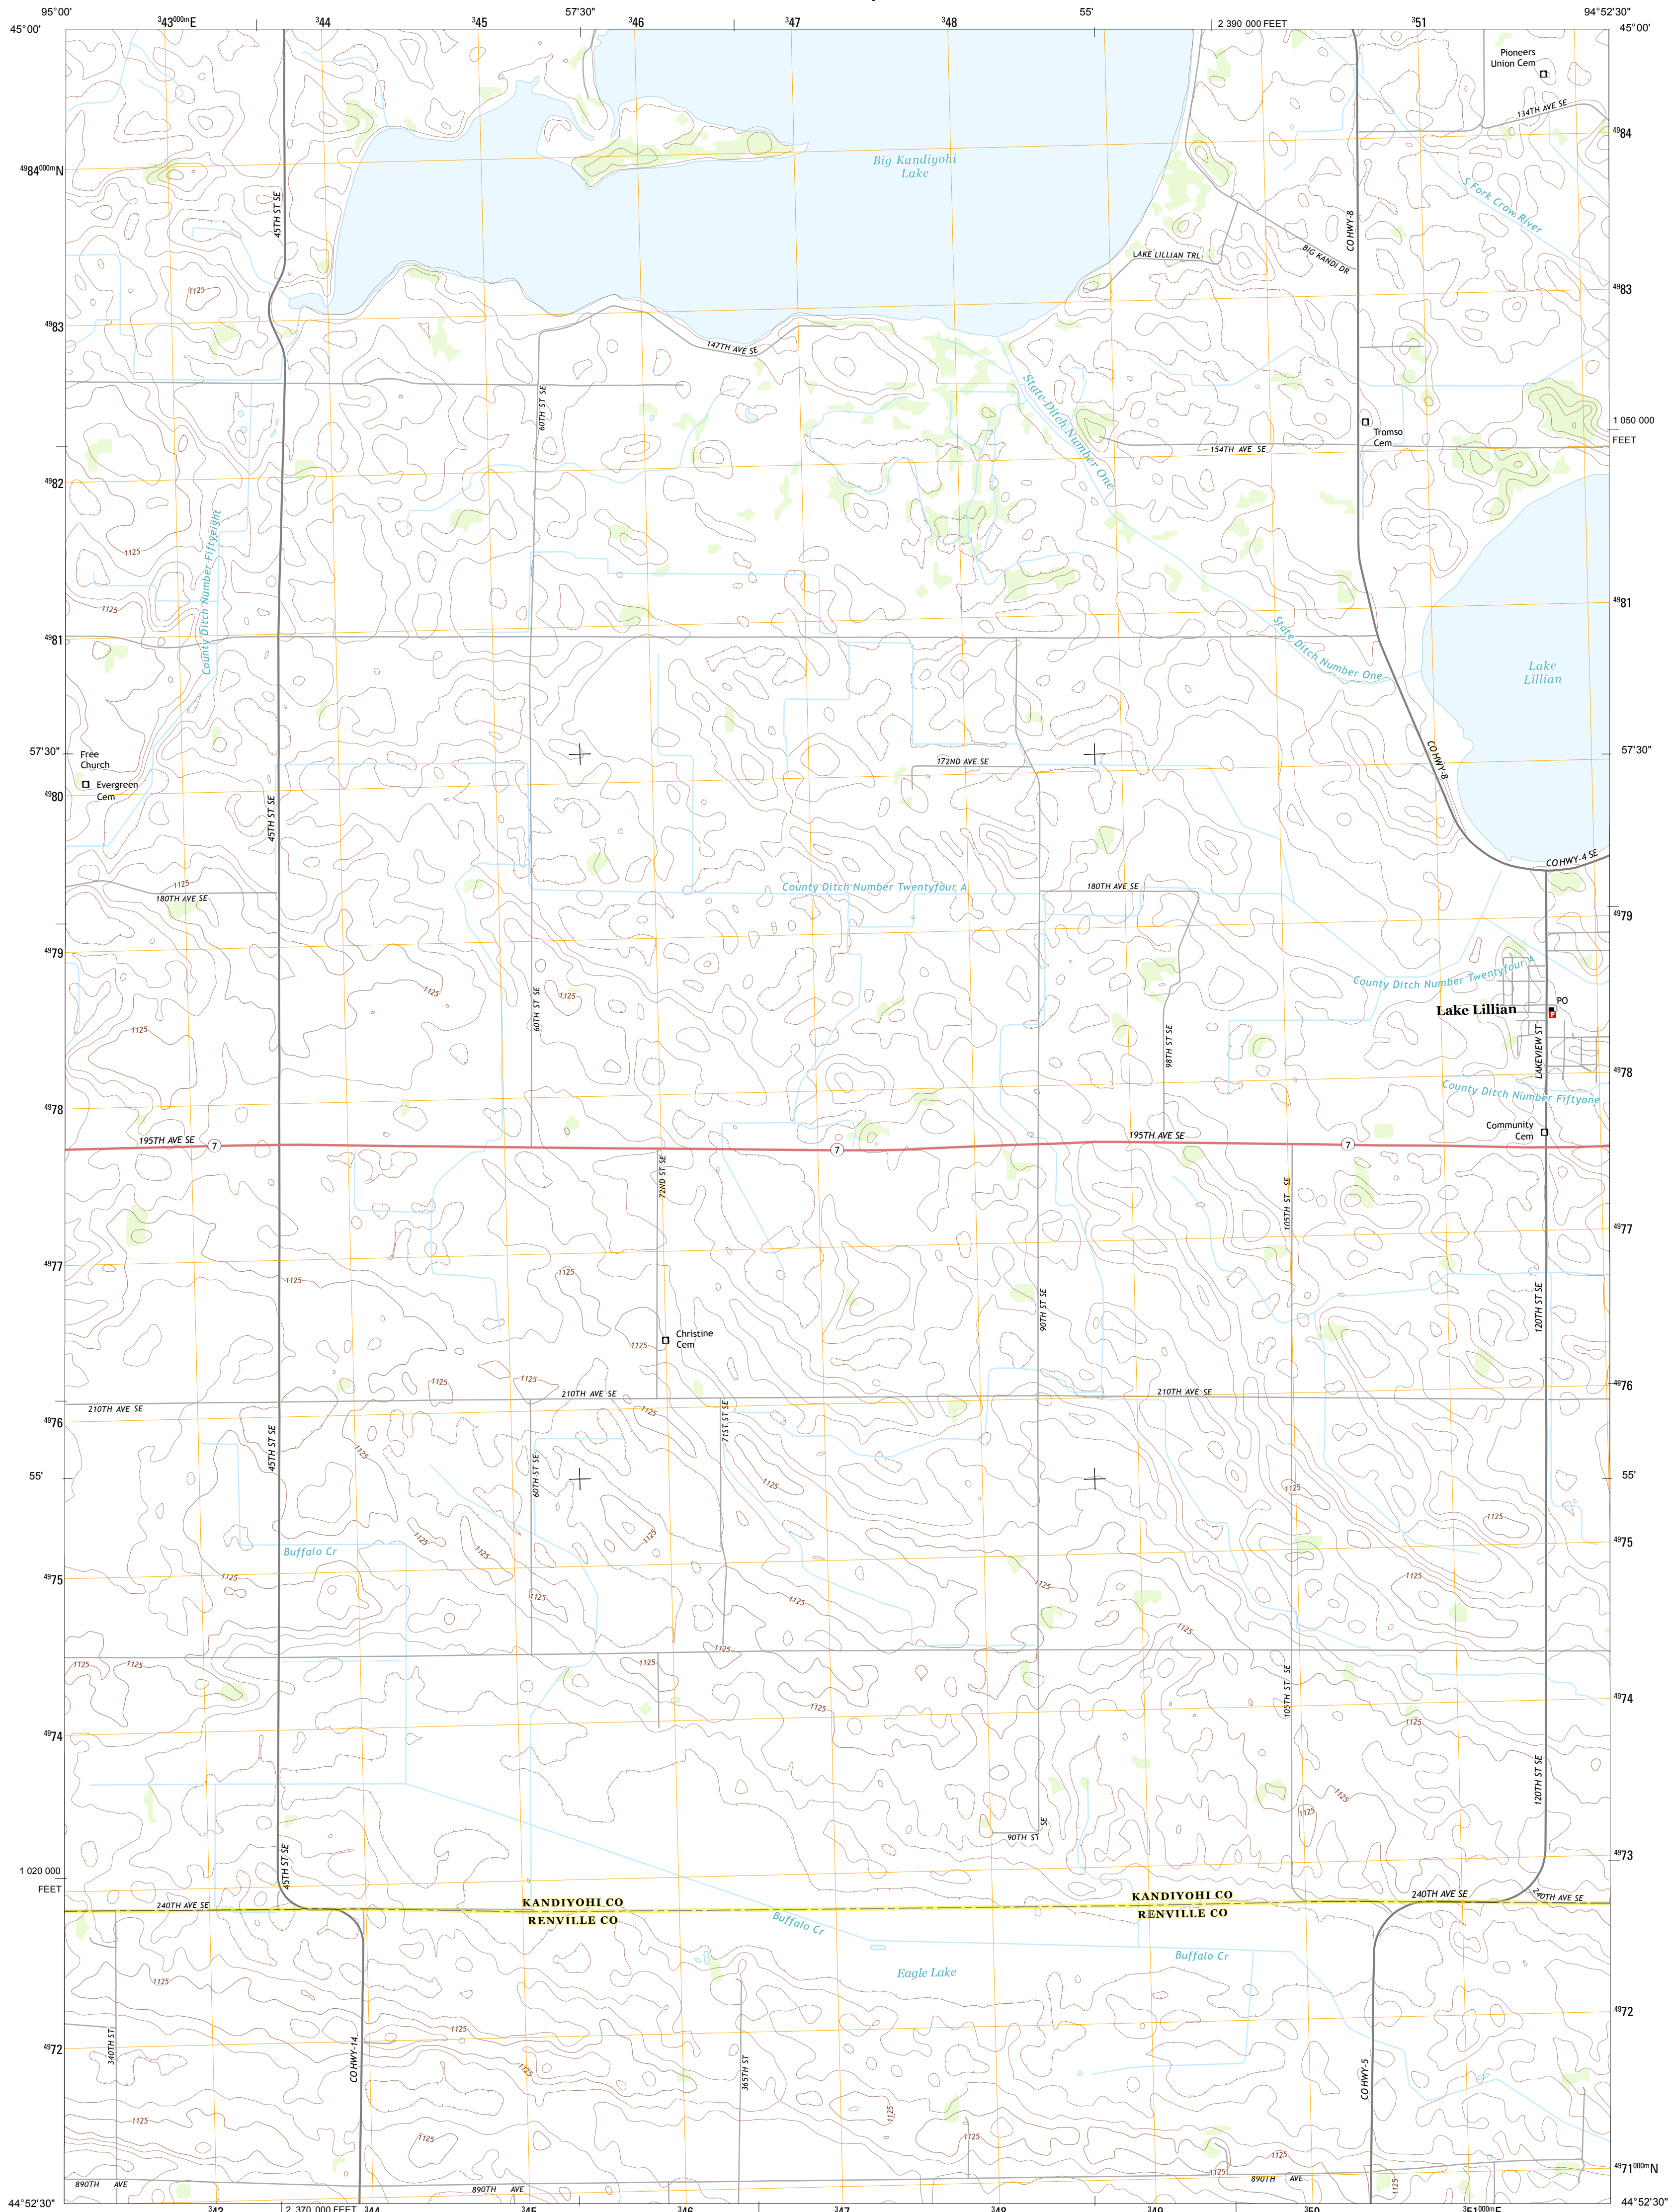 95°00'
³43⁰⁰⁰ᵐ
³44
³45
57'30"
³46
³47
³48
55'
2 390 000 FEET
³51
94°52'30"
45°00'
45°00'
Pioneers
Union Cem
134TH AVE SE
⁴⁹84
Big Kandiyohi
Lake
⁴⁹84⁰⁰⁰ᵐN
S Fork Crow River
45TH ST SE
CO HWY-8
LAKE LILLIAN TRL
BIG KANDI DR
1125
⁴⁹83
⁴⁹83
147TH AVE SE
60TH ST SE
State Ditch Number One
1 050 000
FEET
Tromso
Cem
154TH AVE SE
⁴⁹82
County Ditch Number Fiftyeight
1125
1125
⁴⁹81
⁴⁹81
State Ditch Number One
Lake
Lillian
57'30"
57'30"
Free
Church
Evergreen
Cem
172ND AVE SE
CO HWY-8
⁴⁹80
45TH ST SE
CO HWY-4 SE
1125
180TH AVE SE
County Ditch Number Twentyfour A
180TH AVE SE
⁴⁹79
⁴⁹79
County Ditch Number Twentyfour A
1125
1125
60TH ST SE
PO
Lake Lillian
F
1125
98TH ST SE
LAKEVIEW ST
⁴⁹78
⁴⁹78
County Ditch Number Fiftyone
Community
Cem
195TH AVE SE
7
7
195TH AVE SE
7
72ND ST SE
105TH ST SE
⁴⁹77
⁴⁹77
1125
1125
90TH ST SE
120TH ST SE
Christine
Cem
1125
1125
1125
⁴⁹76
210TH AVE SE
210TH AVE SE
210TH AVE SE
⁴⁹76
1125
71ST ST SE
45TH ST SE
1125
60TH ST SE
55'
55'
1125
1125
1125
1125
1125
1125
⁴⁹75
Buffalo Cr
⁴⁹75
1125
1125
1125
1125
1125
1125
1125
1125
1125
1125
105TH ST SE
⁴⁹74
1125
1125
⁴⁹74
1125
1125
120TH ST SE
90TH ST SE
45TH ST SE
1 020 000
FEET
⁴⁹73
240TH AVE SE
KANDIYOHI CO
RENVILLE CO
KANDIYOHI CO
RENVILLE CO
240TH AVE SE
240TH AVE SE
Buffalo Cr
Buffalo Cr
Eagle Lake
1125
⁴⁹72
⁴⁹72
340TH ST
CO HWY-14
1125
1125
365TH ST
CO HWY-5
1125
1125
1125
1125
1125
1125
890TH AVE
890TH AVE
890TH AVE
⁴⁹71⁰⁰⁰ᵐN
44°52'30"
44°52'30"
2 370 000 FEET